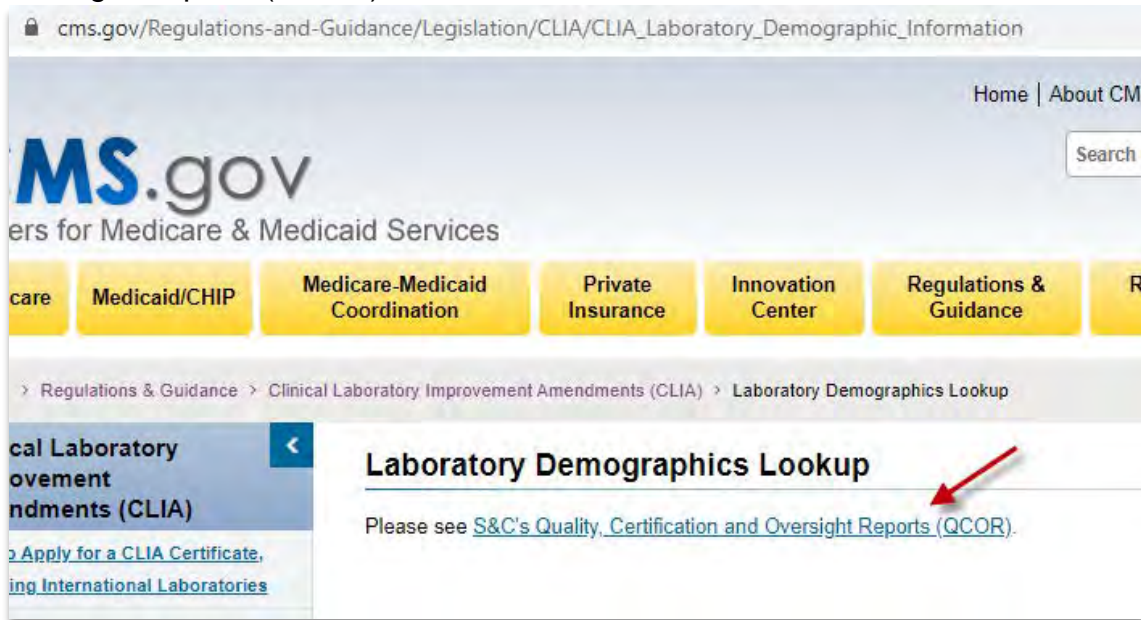 cms.gov/Regulations-and-Guidance/Legislation/CLIA/CLIA_Laboratory_Demographic_Information
Home | About CM
MS.gov
Search
ers for Medicare & Medicaid Services
care
Medicaid/CHIP
Medicare-Medicaid
Coordination
Private
Insurance
Innovation
Center
Regulations &
Guidance
R
> Regulations & Guidance > Clinical Laboratory Improvement Amendments (CLIA) > Laboratory Demographics Lookup
cal Laboratory
ovement
ndments (CLIA)
Laboratory Demographics Lookup
Please see S&C's Quality, Certification and Oversight Reports (QCOR).
o Apply for a CLIA Certificate,
ing International Laboratories